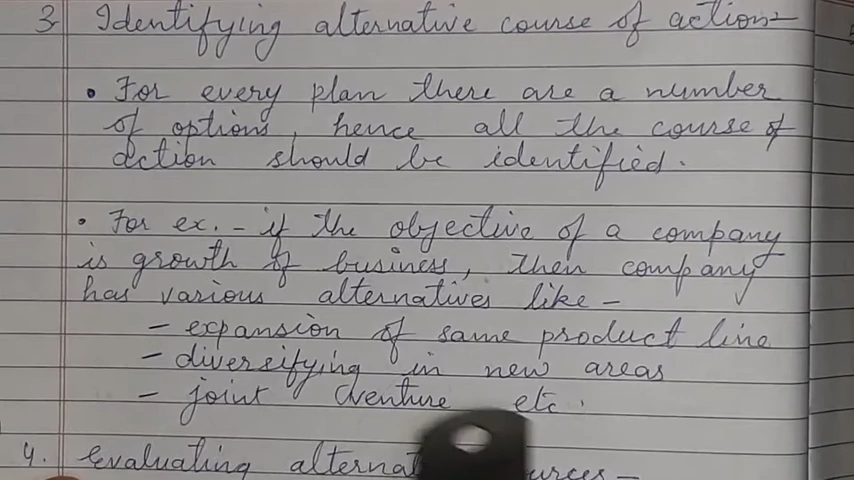 3 Identifying alternative course of action-
• For every plan there are a number
of options, hence all the course of
action should be identified.
• For ex. - if the objective of a company
is growth of business, then company
has various alternatives like -
- expansion of same product line
- diversifying in new areas
- joint venture etc.
4. Evaluating